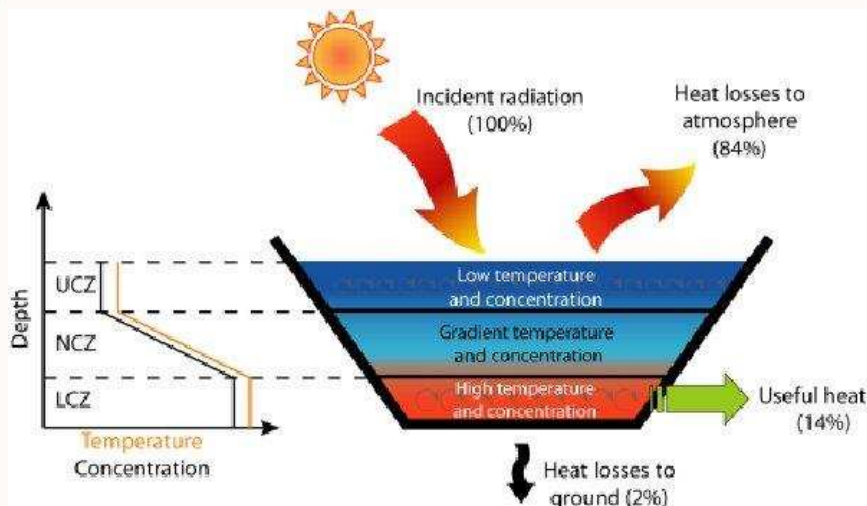 Incident radiation
(100%)
Heat losses to
atmosphere
(84%)
Depth
UCZ
NCZ
LCZ
Temperature
Concentration
Low temperature
and concentration
Gradient temperature
and concentration
High temperature
and concentration
Useful heat
(14%)
Heat losses to
ground (2%)